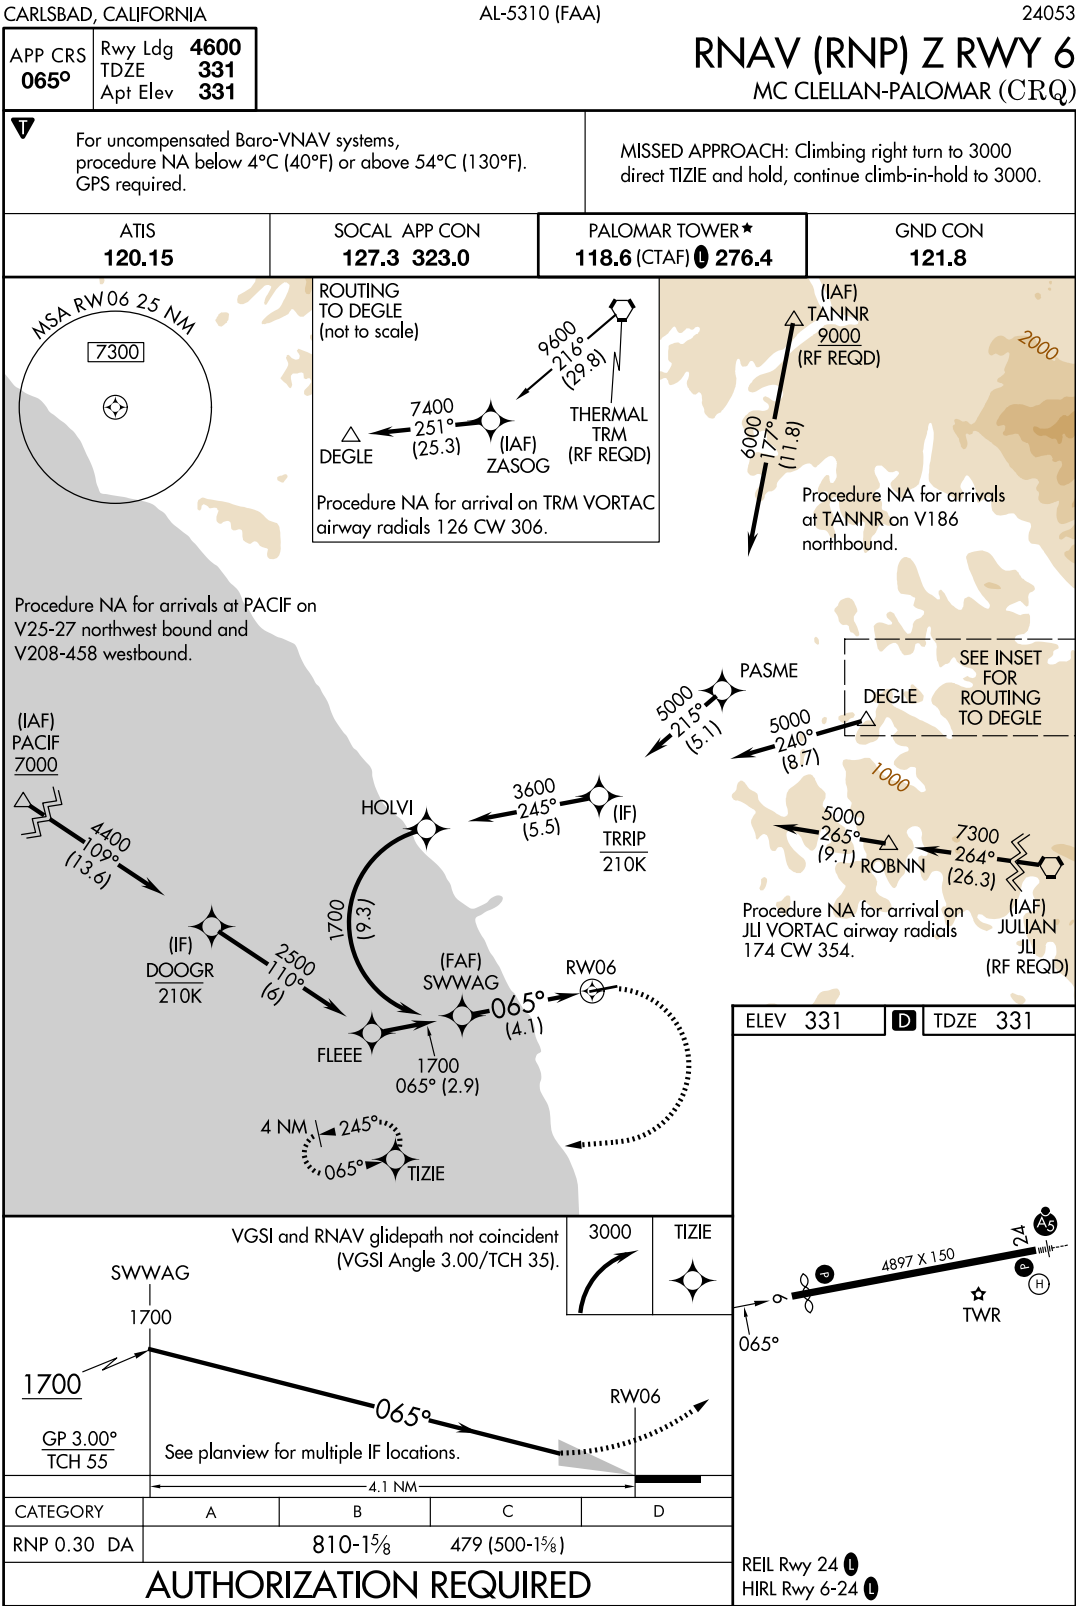 CARLSBAD, CALIFORNIA
AL-5310 (FAA)
24053
APP CRS
065°
Rwy Ldg 4600
TDZE 331
Apt Elev 331
RNAV (RNP) Z RWY 6
MC CLELLAN-PALOMAR (CRQ)
T
For uncompensated Baro-VNAV systems,
procedure NA below 4°C (40°F) or above 54°C (130°F).
GPS required.
MISSED APPROACH: Climbing right turn to 3000
direct TIZIE and hold, continue climb-in-hold to 3000.
ATIS
120.15
SOCAL APP CON
127.3 323.0
PALOMAR TOWER★
118.6 (CTAF) L 276.4
GND CON
121.8
MSA RW06 25 NM
7300
ROUTING
TO DEGLE
(not to scale)
9600
216°
(29.8)
7400
251°
(25.3)
DEGLE
(IAF)
ZASOG
THERMAL
TRM
(RF REQD)
Procedure NA for arrival on TRM VORTAC
airway radials 126 CW 306.
(IAF)
TANNR
9000
(RF REQD)
2000
6000
177°
(11.8)
Procedure NA for arrivals
at TANNR on V186
northbound.
Procedure NA for arrivals at PACIF on
V25-27 northwest bound and
V208-458 westbound.
SEE INSET
FOR
ROUTING
TO DEGLE
PASME
5000
215°
(5.1)
DEGLE
5000
240°
(8.7)
1000
(IAF)
PACIF
7000
4400
109°
(13.6)
HOLVI
3600
245°
(5.5)
(IF)
TRRIP
210K
5000
265°
(9.1)
ROBNN
7300
264°
(26.3)
(IAF)
JULIAN
JLI
(RF REQD)
Procedure NA for arrival on
JLI VORTAC airway radials
174 CW 354.
1700
(9.3)
(IF)
DOOGR
210K
2500
110°
(6)
(FAF)
SWWAG
RW06
065°
(4.1)
FLEEE
1700
065° (2.9)
4 NM
245°
065°
TIZIE
ELEV 331
D
TDZE 331
4897 X 150
24
A5
P
P
H
6
065°
TWR
REIL Rwy 24 L
HIRL Rwy 6-24 L
VGSI and RNAV glidepath not coincident
(VGSI Angle 3.00/TCH 35).
3000
TIZIE
SWWAG
1700
1700
065°
RW06
GP 3.00°
TCH 55
See planview for multiple IF locations.
4.1 NM
CATEGORY A B C D
RNP 0.30 DA 810-1⅝ 479 (500-1⅝)
AUTHORIZATION REQUIRED